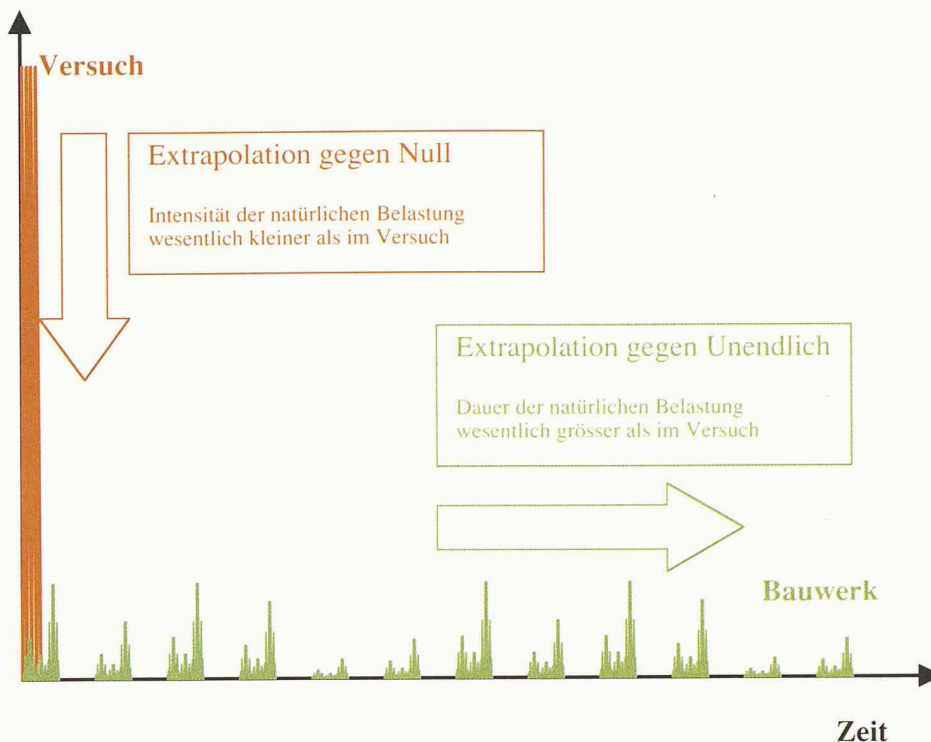 Versuch
Extrapolation gegen Null
Intensität der natürlichen Belastung
wesentlich kleiner als im Versuch
Extrapolation gegen Unendlich
Dauer der natürlichen Belastung
wesentlich grösser als im Versuch
Bauwerk
Zeit